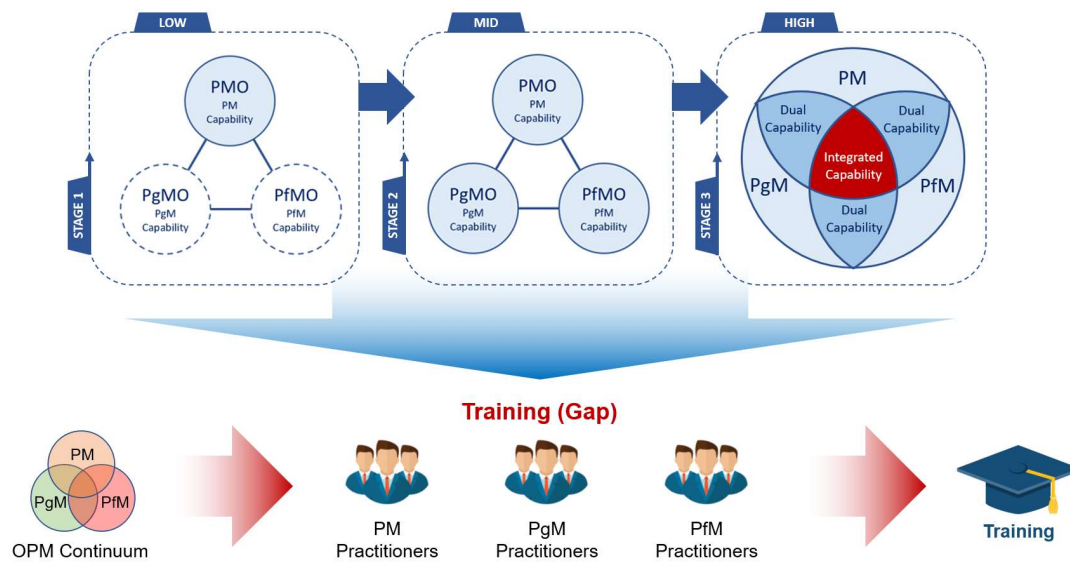 LOW
MID
HIGH
STAGE 1
PMO
PM
Capability
PgMO
PgM
Capability
PfMO
PfM
Capability
STAGE 2
PMO
PM
Capability
PgMO
PgM
Capability
PfMO
PfM
Capability
STAGE 3
PM
Dual
Capability
Dual
Capability
Integrated
Capability
PgM
PfM
Dual
Capability
Training (Gap)
PM
PgM
PfM
OPM Continuum
PM
Practitioners
PgM
Practitioners
PfM
Practitioners
Training